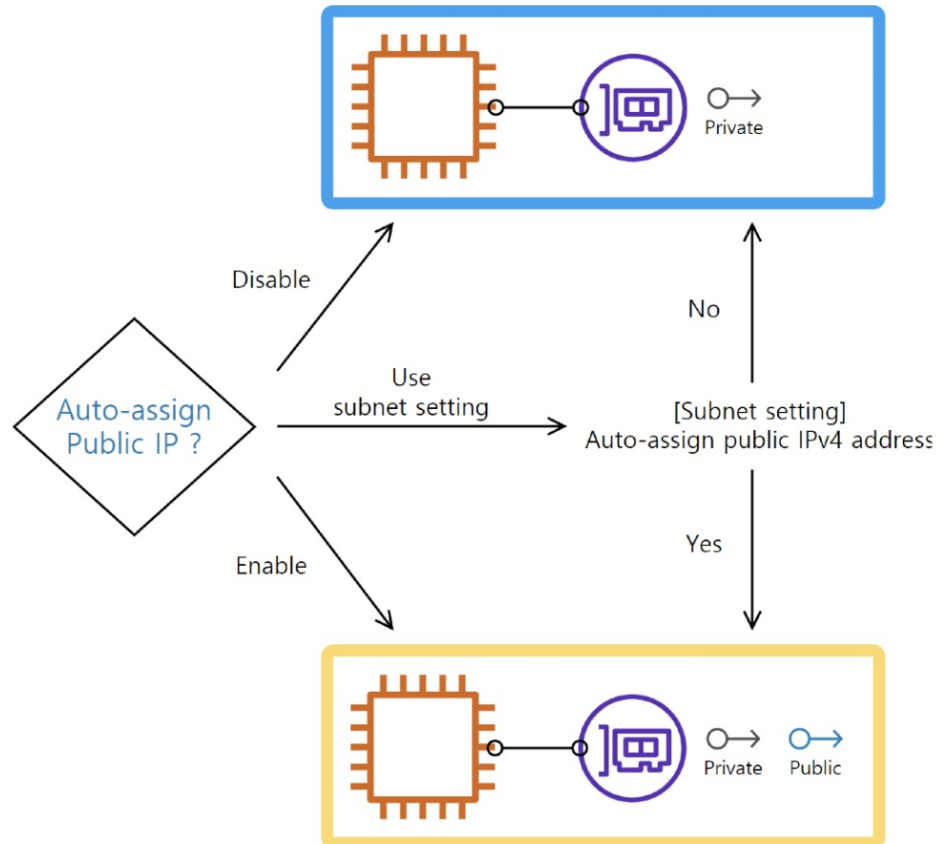 Private
Disable
No
Auto-assign
Public IP ?
Use
subnet setting
[Subnet setting]
Auto-assign public IPv4 address
Enable
Yes
Private
Public